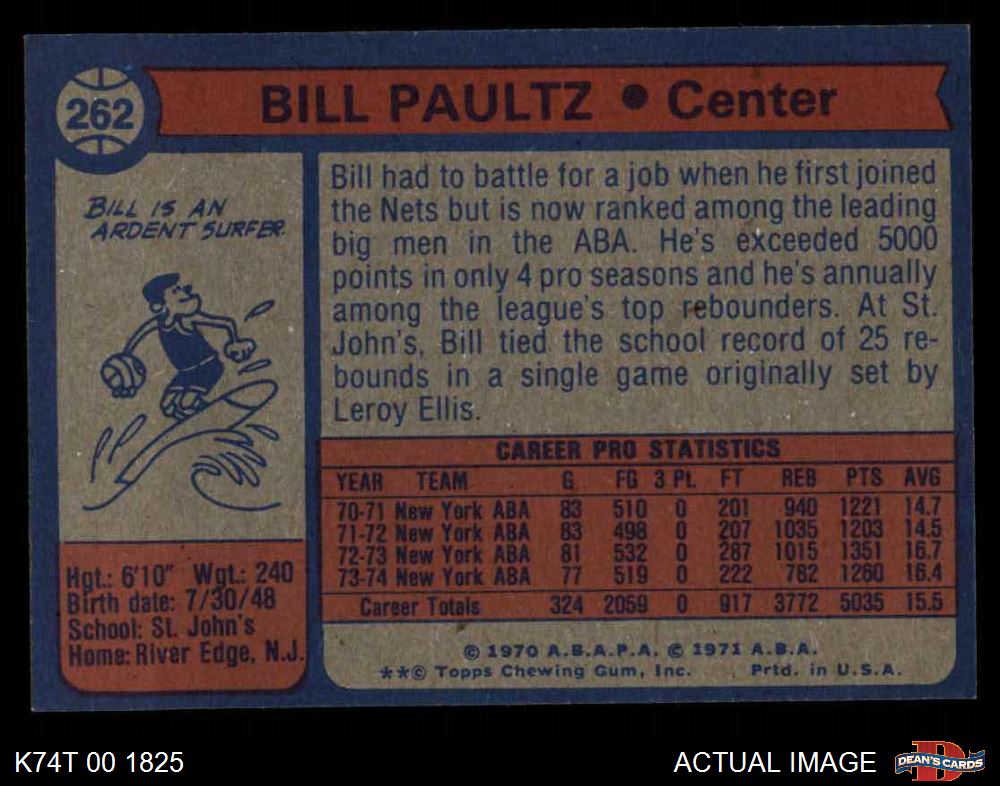 262
BILL PAULTZ • Center
BILL IS AN
ARDENT SURFER.
Hgt.: 6'10" Wgt.: 240
Birth date: 7/30/48
School: St. John's
Home: River Edge, N.J.
Bill had to battle for a job when he first joined
the Nets but is now ranked among the leading
big men in the ABA. He's exceeded 5000
points in only 4 pro seasons and he's annually
among the league's top rebounders. At St.
John's, Bill tied the school record of 25 re-
bounds in a single game originally set by
Leroy Ellis.
CAREER PRO STATISTICS
YEAR TEAM G FG 3 Pt. FT REB PTS AVG
70-71 New York ABA 83 510 0 201 940 1221 14.7
71-72 New York ABA 83 498 0 207 1035 1203 14.5
72-73 New York ABA 81 532 0 287 1015 1351 16.7
73-74 New York ABA 77 519 0 222 782 1260 16.4
Career Totals 324 2059 0 917 3772 5035 15.5
© 1970 A.B.A.P.A. © 1971 A.B.A.
**© Topps Chewing Gum, Inc. Prtd. in U.S.A.
K74T 00 1825
ACTUAL IMAGE
D
DEAN'S CARDS